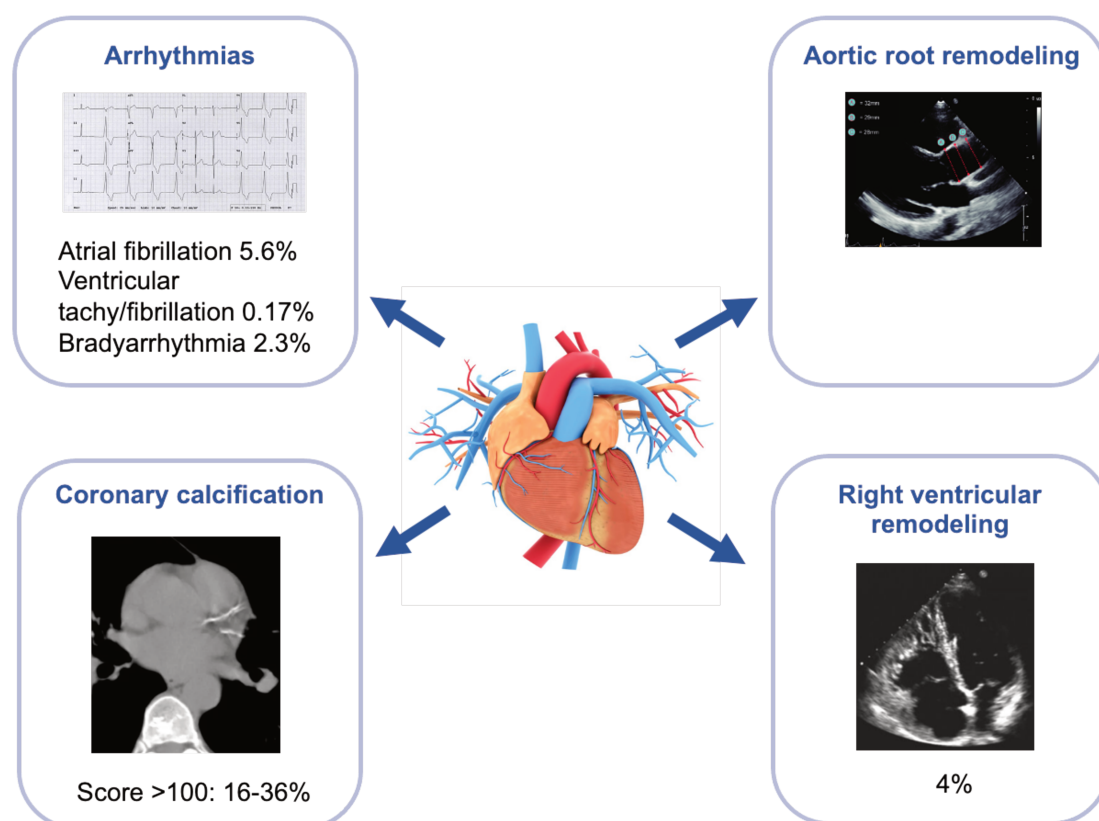 Arrhythmias
Atrial fibrillation 5.6%
Ventricular
tachy/fibrillation 0.17%
Bradyarrhythmia 2.3%
Aortic root remodeling
Coronary calcification
Score >100: 16-36%
Right ventricular
remodeling
4%